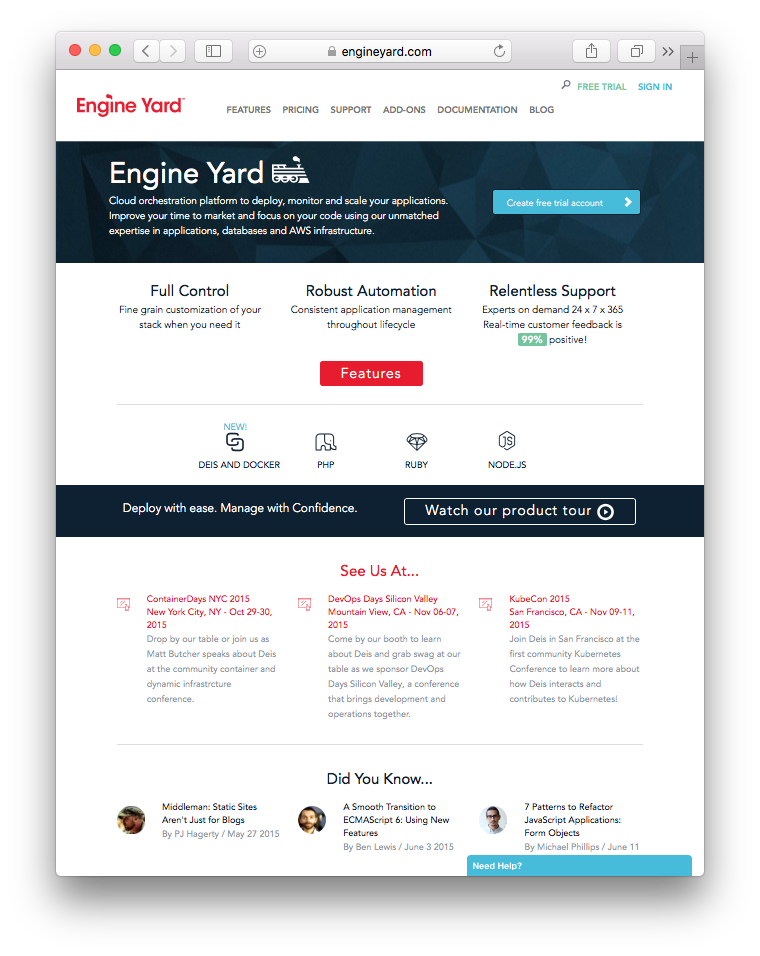 engineyard.com
FREE TRIAL SIGN IN
Engine Yard™
FEATURES PRICING SUPPORT ADD-ONS DOCUMENTATION BLOG
Engine Yard
Cloud orchestration platform to deploy, monitor and scale your applications.
Improve your time to market and focus on your code using our unmatched
expertise in applications, databases and AWS infrastructure.
Create free trial account
Full Control
Fine grain customization of your
stack when you need it
Robust Automation
Consistent application management
throughout lifecycle
Relentless Support
Experts on demand 24 x 7 x 365
Real-time customer feedback is
99% positive!
Features
NEW!
DEIS AND DOCKER
PHP
RUBY
JS
NODE.JS
Deploy with ease. Manage with Confidence.
Watch our product tour
See Us At...
ContainerDays NYC 2015
New York City, NY - Oct 29-30,
2015
Drop by our table or join us as
Matt Butcher speaks about Deis
at the community container and
dynamic infrastrcture
conference.
DevOps Days Silicon Valley
Mountain View, CA - Nov 06-07,
2015
Come by our booth to learn
about Deis and grab swag at our
table as we sponsor DevOps
Days Silicon Valley, a conference
that brings development and
operations together.
KubeCon 2015
San Francisco, CA - Nov 09-11,
2015
Join Deis in San Francisco at the
first community Kubernetes
Conference to learn more about
how Deis interacts and
contributes to Kubernetes!
Did You Know...
Middleman: Static Sites
Aren't Just for Blogs
By PJ Hagerty / May 27 2015
A Smooth Transition to
ECMAScript 6: Using New
Features
By Ben Lewis / June 3 2015
7 Patterns to Refactor
JavaScript Applications:
Form Objects
By Michael Phillips / June 11
Need Help?